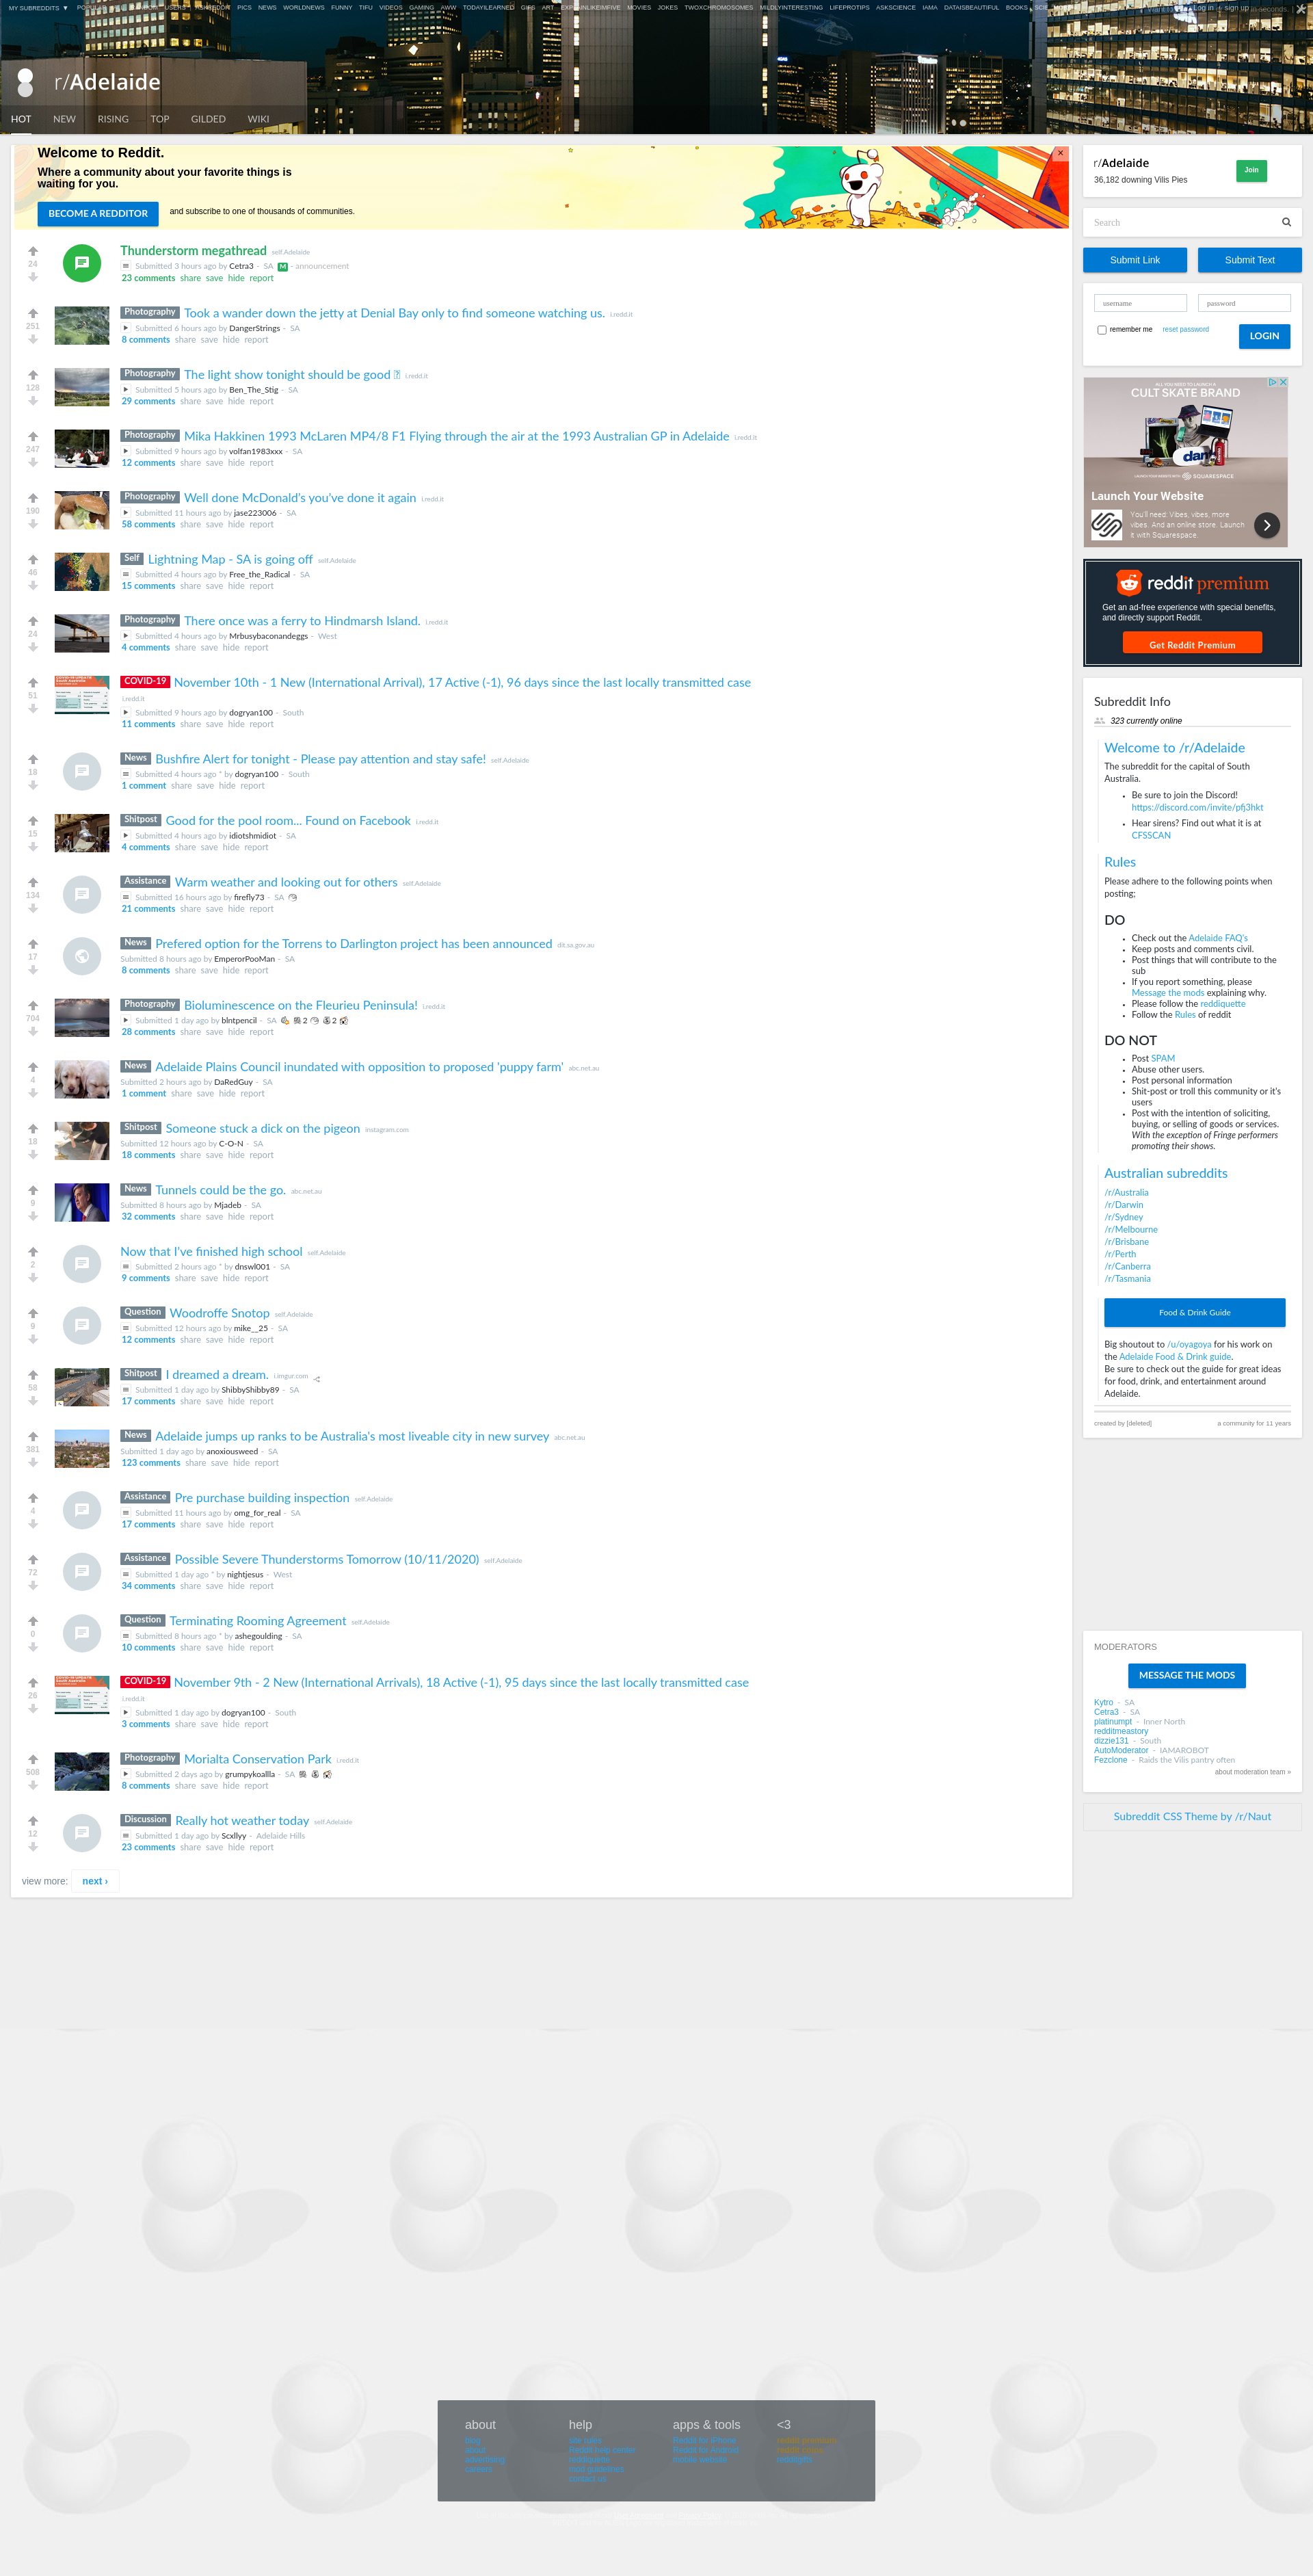 MY SUBREDDITS ▼
PICS NEWS WORLDNEWS FUNNY TIFU VIDEOS GAMING AWW TODAYILEARNED GIFS ART EXPLAINLIKEIMFIVE MOVIES JOKES TWOXCHROMOSOMES MILDLYINTERESTING LIFEPROTIPS ASKSCIENCE IAMA DATAISBEAUTIFUL BOOKS
Log in sign up in seconds.
r/Adelaide
HOT NEW RISING TOP GILDED WIKI
Welcome to Reddit.
Where a community about your favorite things is
waiting for you.
BECOME A REDDITOR and subscribe to one of thousands of communities.
24
Thunderstorm megathread self.Adelaide
Submitted 3 hours ago by Cetra3 - SA M - announcement
23 comments share save hide report
251
Photography Took a wander down the jetty at Denial Bay only to find someone watching us. i.redd.it
Submitted 6 hours ago by DangerStrings - SA
8 comments share save hide report
128
Photography The light show tonight should be good i.redd.it
Submitted 5 hours ago by Ben_The_Stig - SA
29 comments share save hide report
247
Photography Mika Hakkinen 1993 McLaren MP4/8 F1 Flying through the air at the 1993 Australian GP in Adelaide i.redd.it
Submitted 9 hours ago by volfan1983xxx - SA
12 comments share save hide report
190
Photography Well done McDonald's you've done it again i.redd.it
Submitted 11 hours ago by jase223006 - SA
58 comments share save hide report
46
Self Lightning Map - SA is going off self.Adelaide
Submitted 4 hours ago by Free_the_Radical - SA
15 comments share save hide report
24
Photography There once was a ferry to Hindmarsh Island. i.redd.it
Submitted 4 hours ago by Mrbusybaconandeggs - West
4 comments share save hide report
51
COVID-19 November 10th - 1 New (International Arrival), 17 Active (-1), 96 days since the last locally transmitted case
i.redd.it
Submitted 9 hours ago by dogryan100 - South
11 comments share save hide report
18
News Bushfire Alert for tonight - Please pay attention and stay safe! self.Adelaide
Submitted 4 hours ago * by dogryan100 - South
1 comment share save hide report
15
Shitpost Good for the pool room... Found on Facebook i.redd.it
Submitted 4 hours ago by idiotshmidiot - SA
4 comments share save hide report
134
Assistance Warm weather and looking out for others self.Adelaide
Submitted 16 hours ago by firefly73 - SA
21 comments share save hide report
17
News Prefered option for the Torrens to Darlington project has been announced dit.sa.gov.au
Submitted 8 hours ago by EmperorPooMan - SA
8 comments share save hide report
704
Photography Bioluminescence on the Fleurieu Peninsula! i.redd.it
Submitted 1 day ago by blntpencil - SA 2 2
28 comments share save hide report
4
News Adelaide Plains Council inundated with opposition to proposed 'puppy farm' abc.net.au
Submitted 2 hours ago by DaRedGuy - SA
1 comment share save hide report
18
Shitpost Someone stuck a dick on the pigeon instagram.com
Submitted 12 hours ago by C-O-N - SA
18 comments share save hide report
9
News Tunnels could be the go. abc.net.au
Submitted 8 hours ago by Mjadeb - SA
32 comments share save hide report
2
Now that I've finished high school self.Adelaide
Submitted 2 hours ago * by dnswl001 - SA
9 comments share save hide report
9
Question Woodroffe Snotop self.Adelaide
Submitted 12 hours ago by mike__25 - SA
12 comments share save hide report
58
Shitpost I dreamed a dream. i.imgur.com
Submitted 1 day ago by ShibbyShibby89 - SA
17 comments share save hide report
381
News Adelaide jumps up ranks to be Australia's most liveable city in new survey abc.net.au
Submitted 1 day ago by anoxiousweed - SA
123 comments share save hide report
4
Assistance Pre purchase building inspection self.Adelaide
Submitted 11 hours ago by omg_for_real - SA
17 comments share save hide report
72
Assistance Possible Severe Thunderstorms Tomorrow (10/11/2020) self.Adelaide
Submitted 1 day ago * by nightjesus - West
34 comments share save hide report
0
Question Terminating Rooming Agreement self.Adelaide
Submitted 8 hours ago * by ashegoulding - SA
10 comments share save hide report
26
COVID-19 November 9th - 2 New (International Arrivals), 18 Active (-1), 95 days since the last locally transmitted case
i.redd.it
Submitted 1 day ago by dogryan100 - South
3 comments share save hide report
508
Photography Morialta Conservation Park i.redd.it
Submitted 2 days ago by grumpykoallla - SA
8 comments share save hide report
12
Discussion Really hot weather today self.Adelaide
Submitted 1 day ago by Scxllyy - Adelaide Hills
23 comments share save hide report
view more: next ›
r/Adelaide
36,182 downing Vilis Pies
Join
Search
Submit Link Submit Text
username password
remember me reset password LOGIN
ALL YOU NEED TO LAUNCH A
CULT SKATE BRAND
dank
SQUARESPACE
Launch Your Website
You'll need: Vibes, vibes, more
vibes. And an online store. Launch
it with Squarespace.
reddit premium
Get an ad-free experience with special benefits,
and directly support Reddit.
Get Reddit Premium
Subreddit Info
323 currently online
Welcome to /r/Adelaide
The subreddit for the capital of South
Australia.
• Be sure to join the Discord!
https://discord.com/invite/pfj3hkt
• Hear sirens? Find out what it is at
CFSSCAN
Rules
Please adhere to the following points when
posting;
DO
• Check out the Adelaide FAQ's
• Keep posts and comments civil.
• Post things that will contribute to the
sub
• If you report something, please
Message the mods explaining why.
• Please follow the reddiquette
• Follow the Rules of reddit
DO NOT
• Post SPAM
• Abuse other users.
• Post personal information
• Shit-post or troll this community or it's
users
• Post with the intention of soliciting,
buying, or selling of goods or services.
With the exception of Fringe performers
promoting their shows.
Australian subreddits
/r/Australia
/r/Darwin
/r/Sydney
/r/Melbourne
/r/Brisbane
/r/Perth
/r/Canberra
/r/Tasmania
Food & Drink Guide
Big shoutout to /u/oyagoya for his work on
the Adelaide Food & Drink guide.
Be sure to check out the guide for great ideas
for food, drink, and entertainment around
Adelaide.
created by [deleted] a community for 11 years
MODERATORS
MESSAGE THE MODS
Kytro - SA
Cetra3 - SA
platinumpt - Inner North
redditmeastory
dizzie131 - South
AutoModerator - IAMAROBOT
Fezclone - Raids the Vilis pantry often
about moderation team »
Subreddit CSS Theme by /r/Naut
about
help
apps & tools
<3